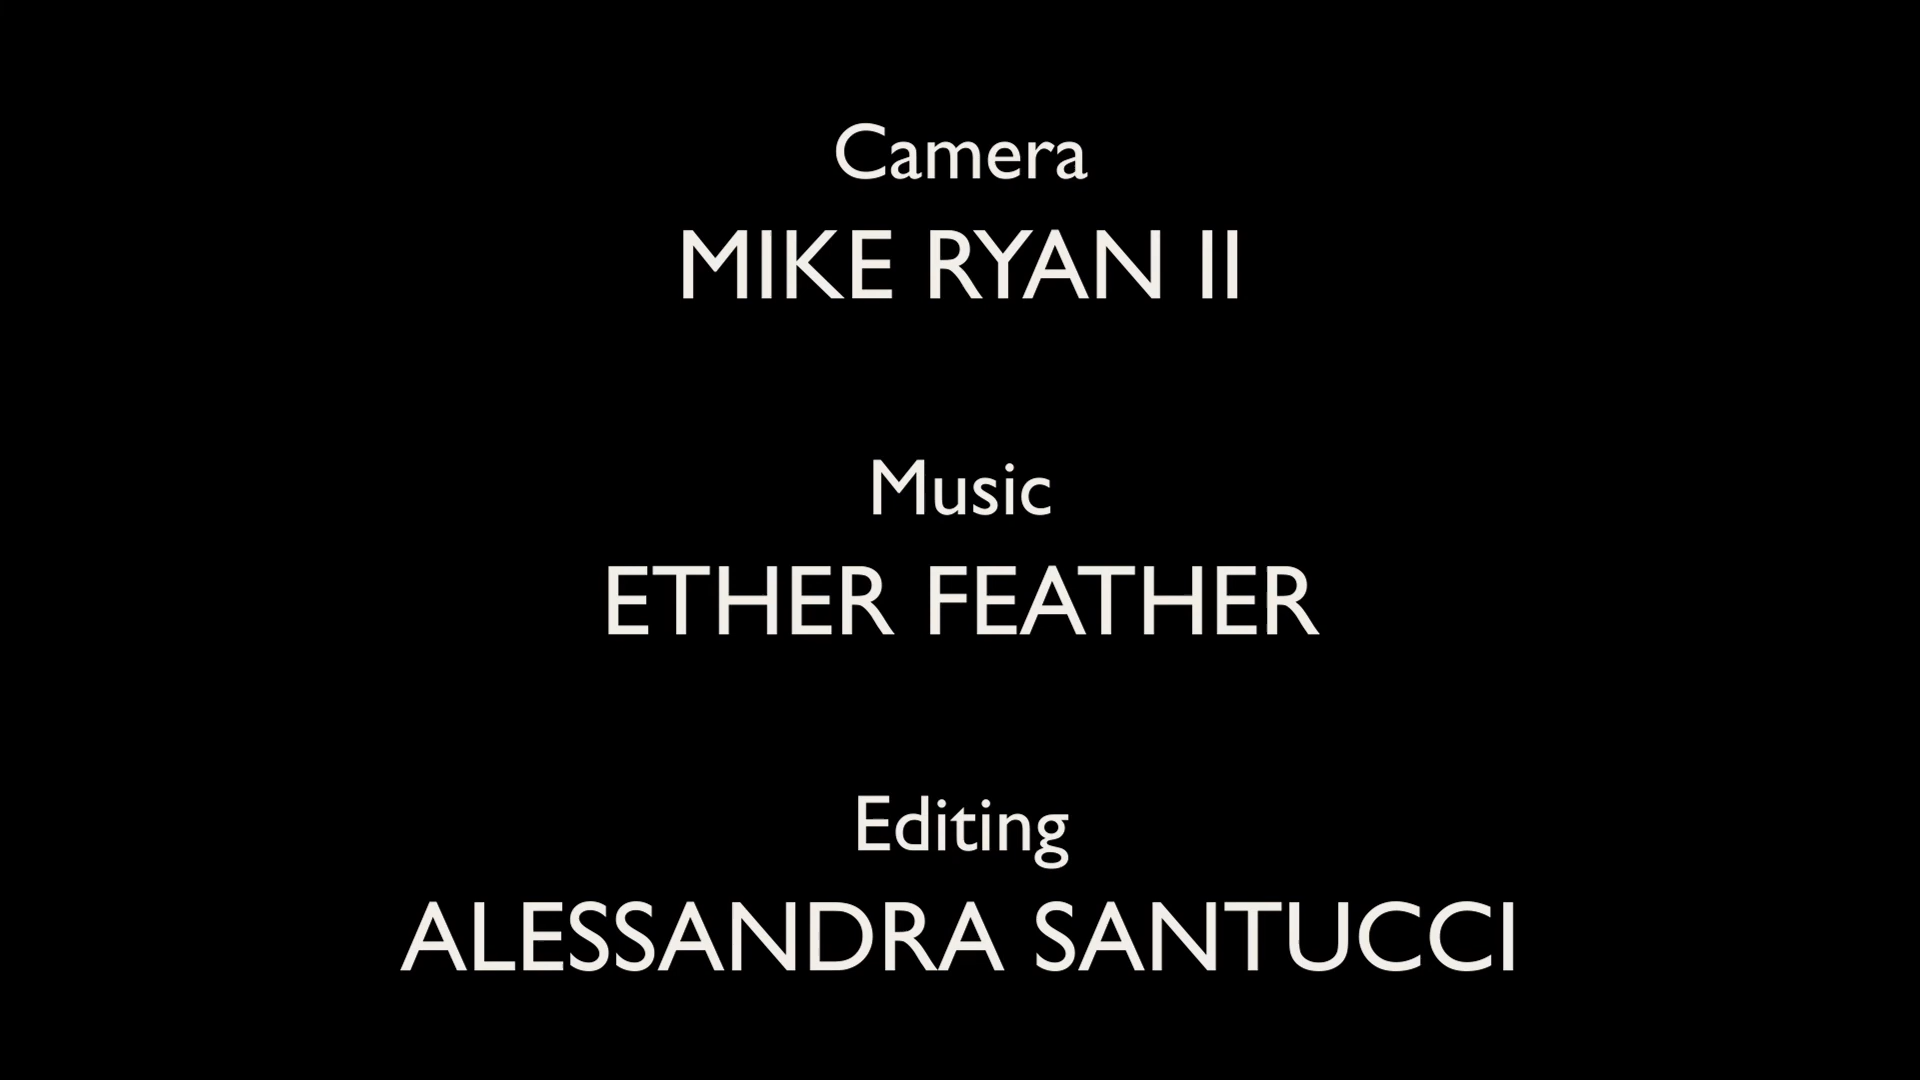 Camera
MIKE RYAN II
Music
ETHER FEATHER
Editing
ALESSANDRA SANTUCCI